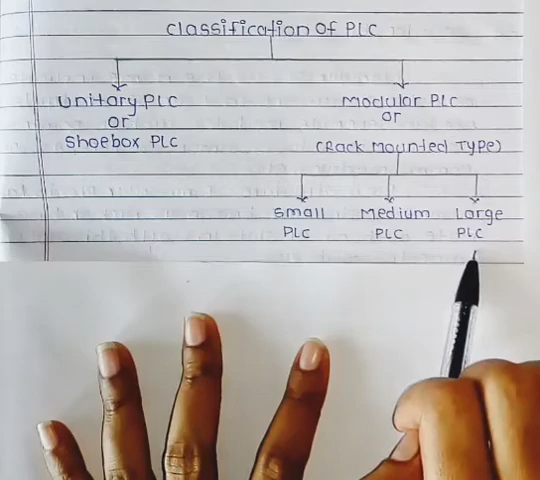 Classification Of PLC
Unitary PLC
or
Shoebox PLC
Modular PLC
or
(Rack Mounted Type)
Small
PLC
Medium
PLC
Large
PLC